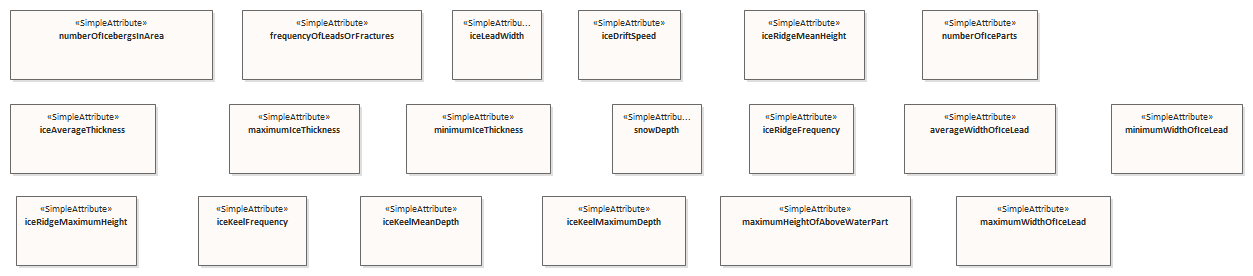 «SimpleAttribute»
numberOfIcebergsInArea
«SimpleAttribute»
frequencyOfLeadsOrFractures
«SimpleAttribu...
iceLeadWidth
«SimpleAttribute»
iceDriftSpeed
«SimpleAttribute»
iceRidgeMeanHeight
«SimpleAttribute»
numberOfIceParts
«SimpleAttribute»
iceAverageThickness
«SimpleAttribute»
maximumIceThickness
«SimpleAttribute»
minimumIceThickness
«SimpleAttribu...
snowDepth
«SimpleAttribute»
iceRidgeFrequency
«SimpleAttribute»
averageWidthOfIceLead
«SimpleAttribute»
minimumWidthOfIceLead
«SimpleAttribute»
iceRidgeMaximumHeight
«SimpleAttribute»
iceKeelFrequency
«SimpleAttribute»
iceKeelMeanDepth
«SimpleAttribute»
iceKeelMaximumDepth
«SimpleAttribute»
maximumHeightOfAboveWaterPart
«SimpleAttribute»
maximumWidthOfIceLead